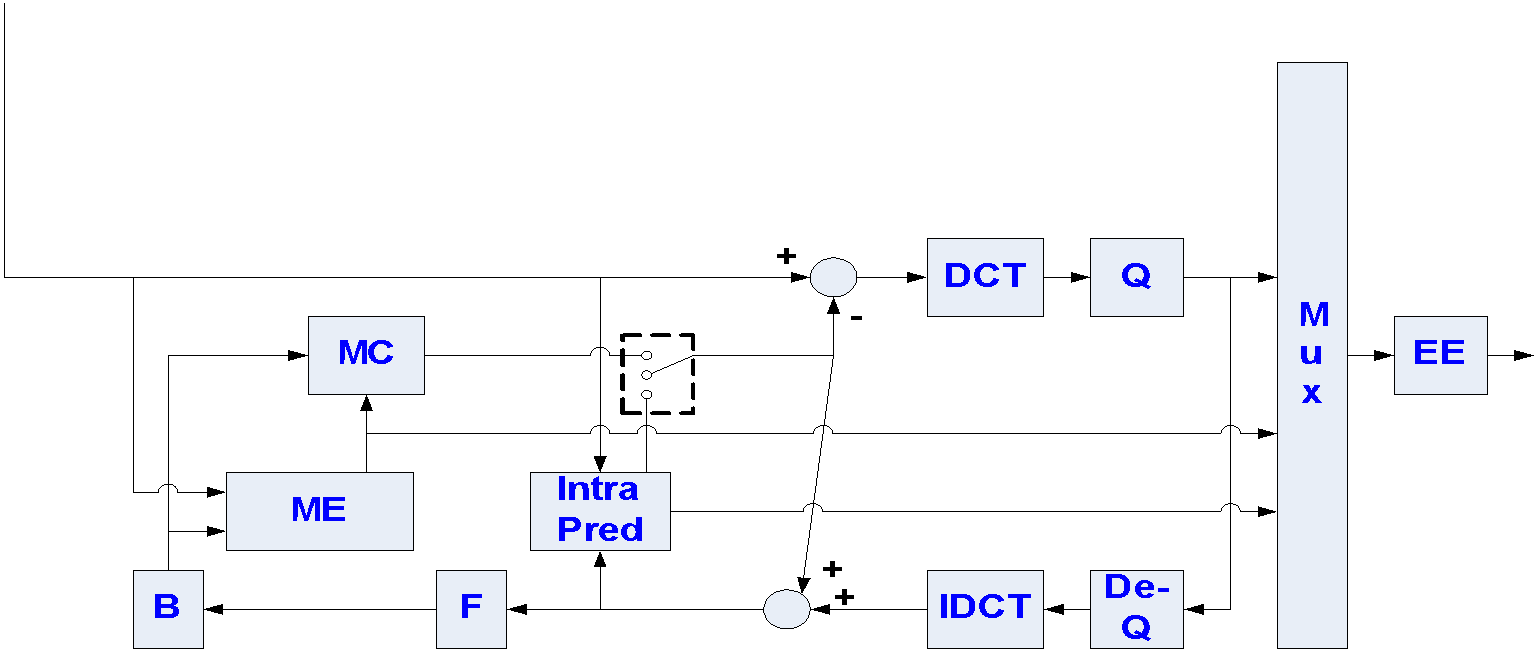 +
DCT
Q
-
M
u
x
MC
EE
Intra
Pred
ME
+
+
B
F
IDCT
De-
Q